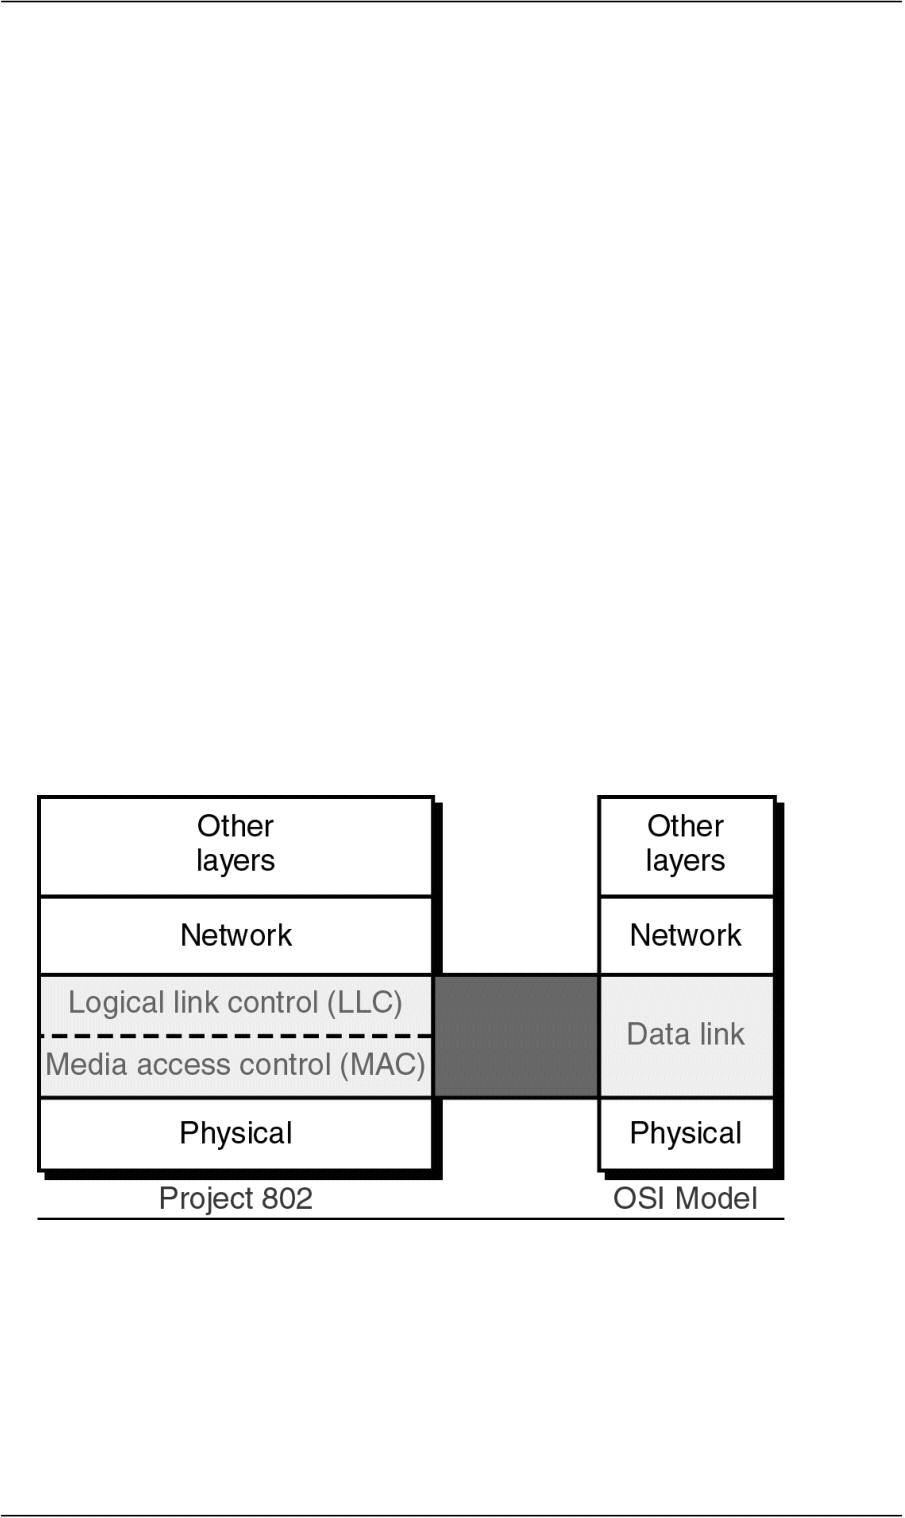 Other
layers
Network
Logical link control (LLC)
Media access control (MAC)
Physical
Project 802
Other
layers
Network
Data link
Physical
OSI Model